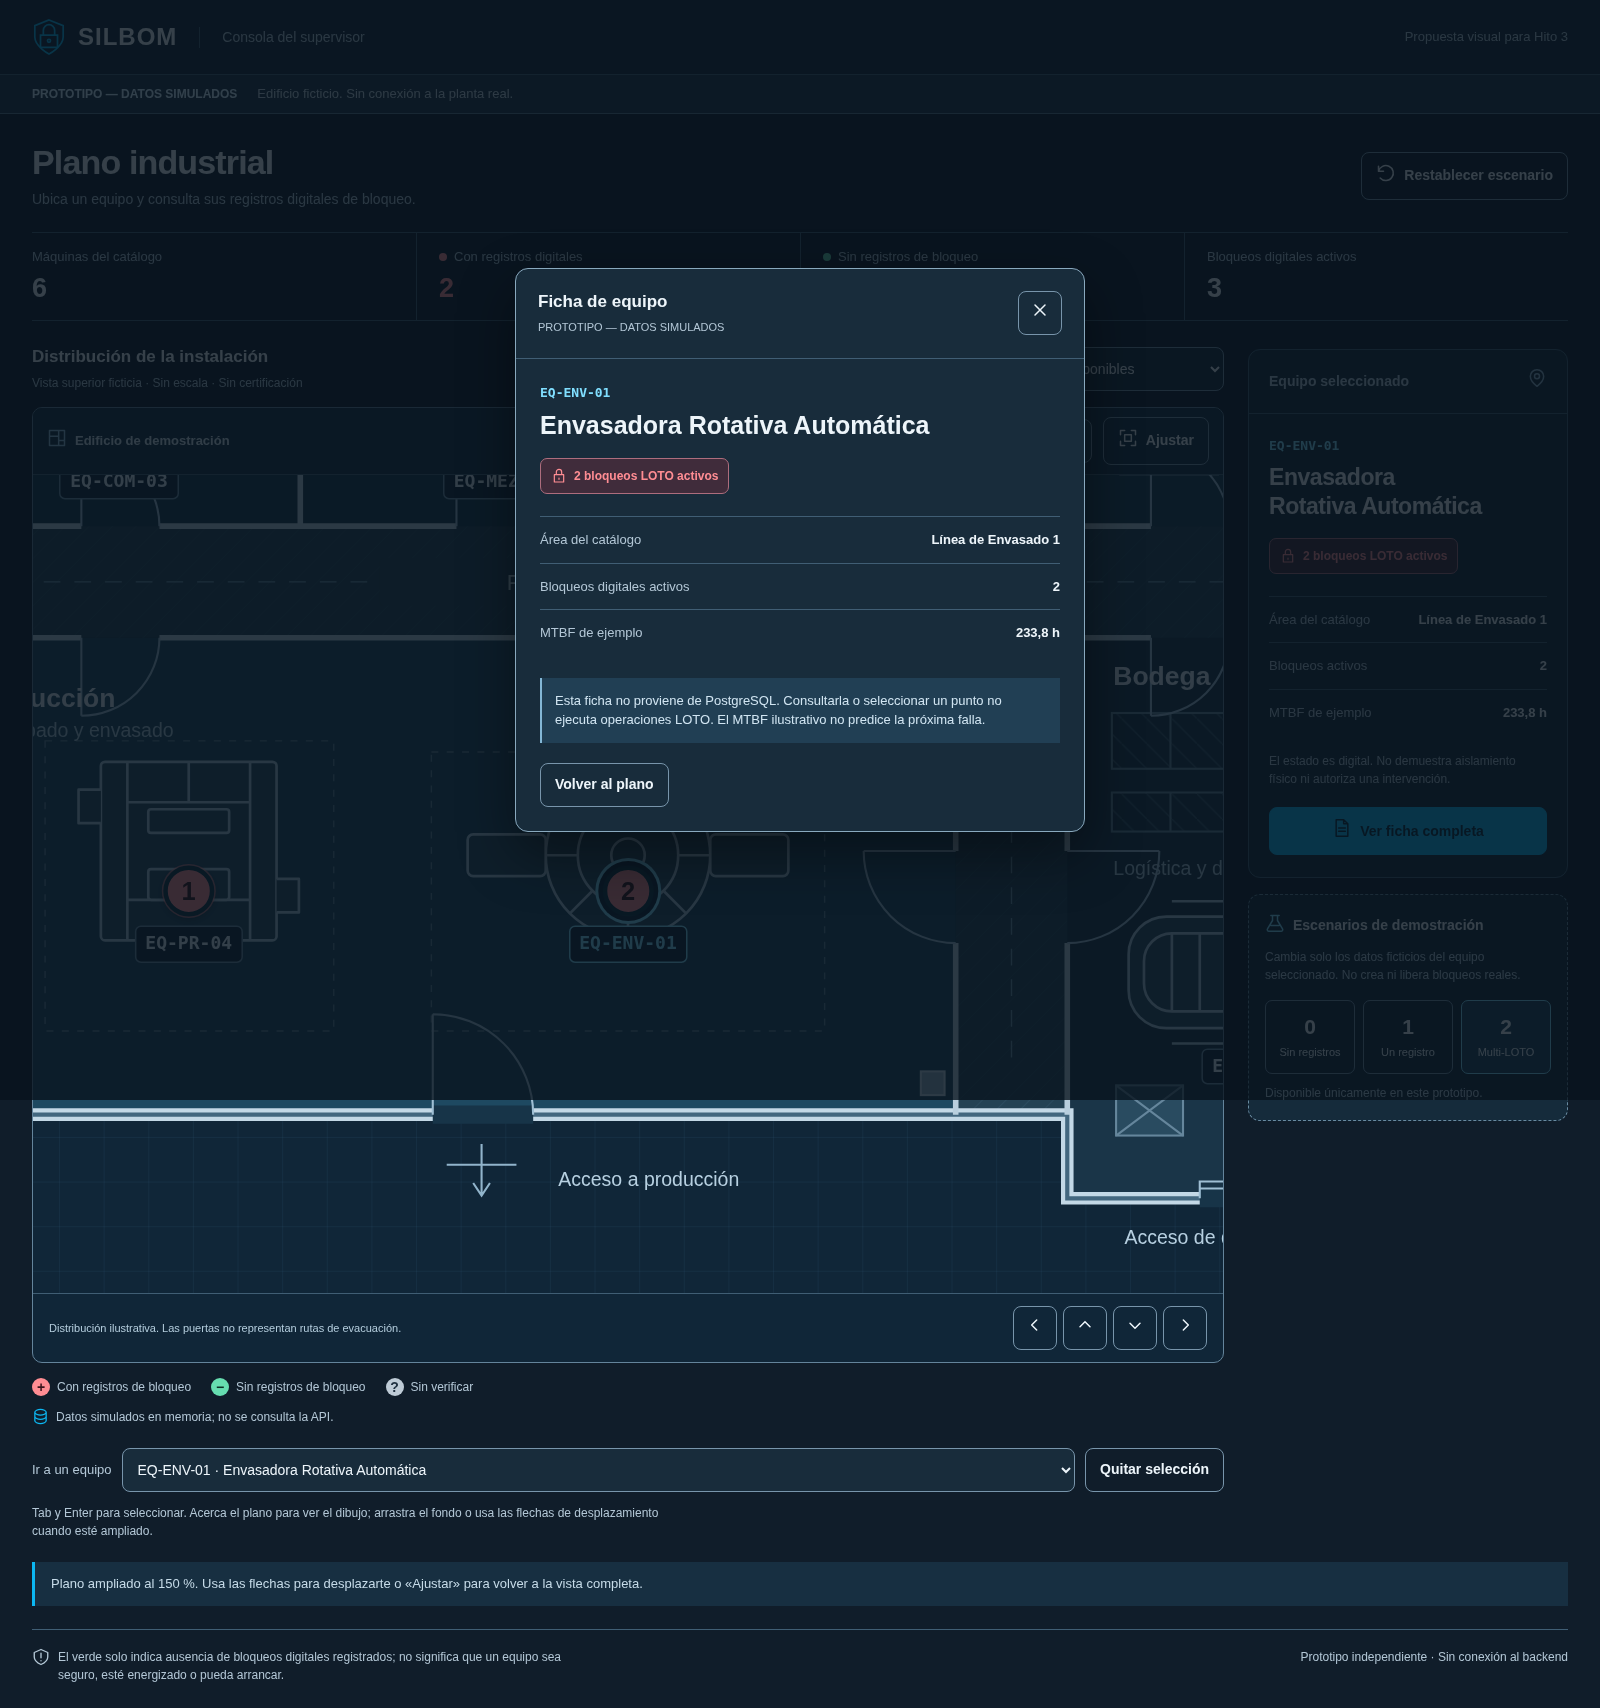 SILBOM
Consola del supervisor
Propuesta visual para Hito 3
PROTOTIPO — DATOS SIMULADOS
Edificio ficticio. Sin conexión a la planta real.
Plano industrial
Ubica un equipo y consulta sus registros digitales de bloqueo.
Restablecer escenario
Máquinas del catálogo
6
Con registros digitales
2
Sin registros de bloqueo
Bloqueos digitales activos
3
Distribución de la instalación
Vista superior ficticia · Sin escala · Sin certificación
Edificio de demostración
Ajustar
EQ-COM-03
ucción
Bodega
y envasado
1
EQ-PR-04
2
EQ-ENV-01
Logística y d
Acceso a producción
Acceso de
Distribución ilustrativa. Las puertas no representan rutas de evacuación.
Ficha de equipo
PROTOTIPO — DATOS SIMULADOS
EQ-ENV-01
Envasadora Rotativa Automática
2 bloqueos LOTO activos
Área del catálogo
Línea de Envasado 1
Bloqueos digitales activos
2
MTBF de ejemplo
233,8 h
Esta ficha no proviene de PostgreSQL. Consultarla o seleccionar un punto no
ejecuta operaciones LOTO. El MTBF ilustrativo no predice la próxima falla.
Volver al plano
Equipo seleccionado
EQ-ENV-01
Envasadora
Rotativa Automática
2 bloqueos LOTO activos
Área del catálogo
Línea de Envasado 1
Bloqueos activos
2
MTBF de ejemplo
233,8 h
El estado es digital. No demuestra aislamiento
físico ni autoriza una intervención.
Ver ficha completa
Escenarios de demostración
Cambia solo los datos ficticios del equipo
seleccionado. No crea ni libera bloqueos reales.
0
Sin registros
1
Un registro
2
Multi-LOTO
Disponible únicamente en este prototipo.
+ Con registros de bloqueo
− Sin registros de bloqueo
? Sin verificar
Datos simulados en memoria; no se consulta la API.
Ir a un equipo
EQ-ENV-01 · Envasadora Rotativa Automática
Quitar selección
Tab y Enter para seleccionar. Acerca el plano para ver el dibujo; arrastra el fondo o usa las flechas de desplazamiento
cuando esté ampliado.
Plano ampliado al 150 %. Usa las flechas para desplazarte o «Ajustar» para volver a la vista completa.
El verde solo indica ausencia de bloqueos digitales registrados; no significa que un equipo sea
seguro, esté energizado o pueda arrancar.
Prototipo independiente · Sin conexión al backend